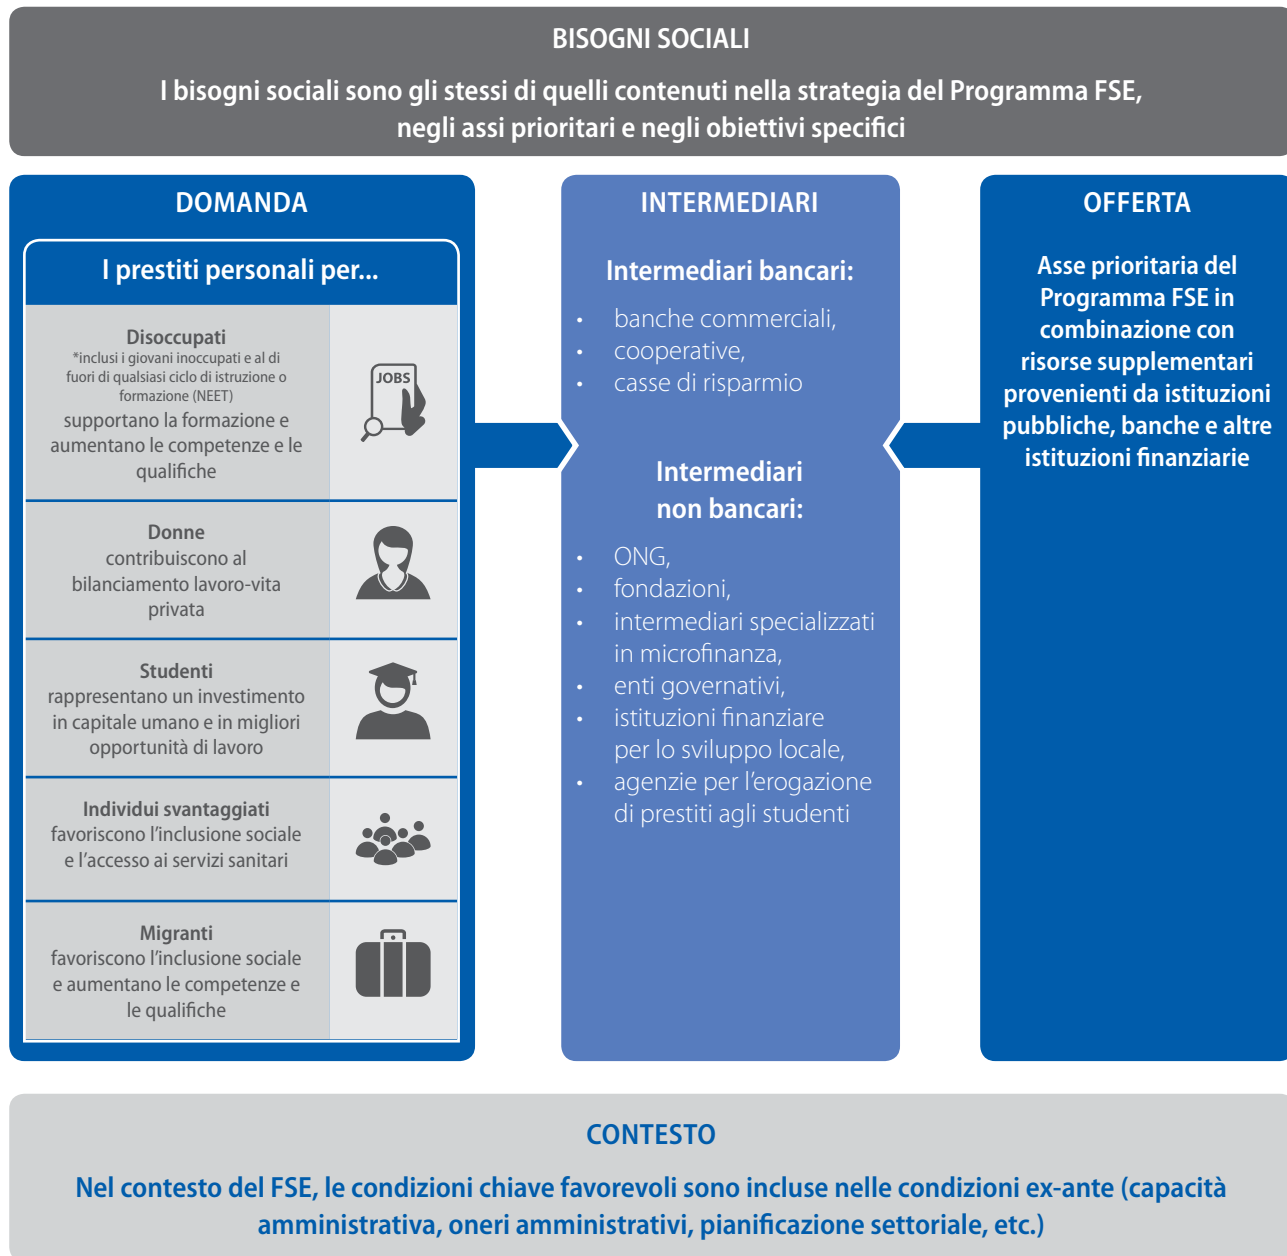 BISOGNI SOCIALI
I bisogni sociali sono gli stessi di quelli contenuti nella strategia del Programma FSE,
negli assi prioritari e negli obiettivi specifici
DOMANDA
I prestiti personali per...
Disoccupati
*inclusi i giovani inoccupati e al di
fuori di qualsiasi ciclo di istruzione o
formazione (NEET)
supportano la formazione e
aumentano le competenze e le
qualifiche
JOBS
Donne
contribuiscono al
bilanciamento lavoro-vita
privata
Studenti
rappresentano un investimento
in capitale umano e in migliori
opportunità di lavoro
Individui svantaggiati
favoriscono l'inclusione sociale
e l'accesso ai servizi sanitari
Migranti
favoriscono l'inclusione sociale
e aumentano le competenze e
le qualifiche
INTERMEDIARI
Intermediari bancari:
• banche commerciali,
• cooperative,
• casse di risparmio
Intermediari
non bancari:
• ONG,
• fondazioni,
• intermediari specializzati
in microfinanza,
• enti governativi,
• istituzioni finanziare
per lo sviluppo locale,
• agenzie per l'erogazione
di prestiti agli studenti
OFFERTA
Asse prioritaria del
Programma FSE in
combinazione con
risorse supplementari
provenienti da istituzioni
pubbliche, banche e altre
istituzioni finanziarie
CONTESTO
Nel contesto del FSE, le condizioni chiave favorevoli sono incluse nelle condizioni ex-ante (capacità
amministrativa, oneri amministrativi, pianificazione settoriale, etc.)